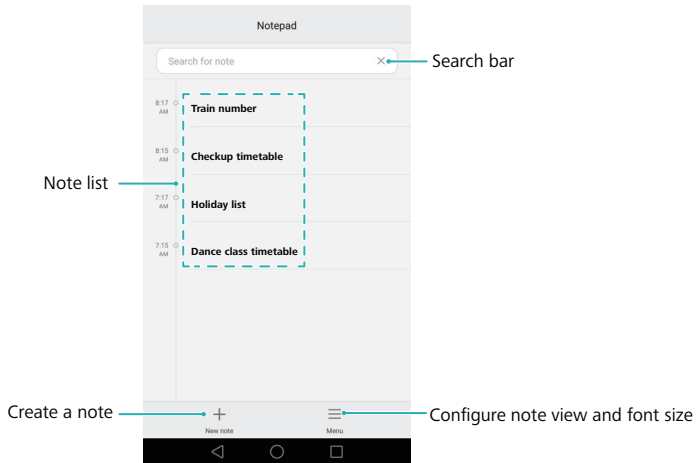 Notepad
Search for note
Search bar
8:17
AM
Train number
8:15
AM
Checkup timetable
Note list
7:17
AM
Holiday list
7:15
AM
Dance class timetable
Create a note
New note
Menu
Configure note view and font size